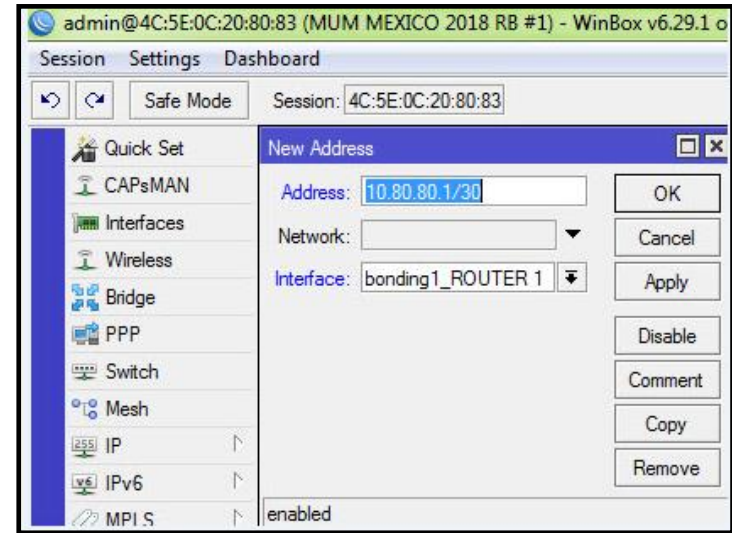 admin@4C:5E:0C:20:80:83 (MUM MEXICO 2018 RB #1) - WinBox v6.29.1 o
Session Settings Dashboard
Safe Mode Session: 4C:5E:0C:20:80:83
Quick Set
CAPsMAN
Interfaces
Wireless
Bridge
PPP
Switch
Mesh
255 IP
v6 IPv6
MPLS
New Address
Address: 10.80.80.1/30
Network:
Interface: bonding1_ROUTER 1
OK
Cancel
Apply
Disable
Comment
Copy
Remove
enabled